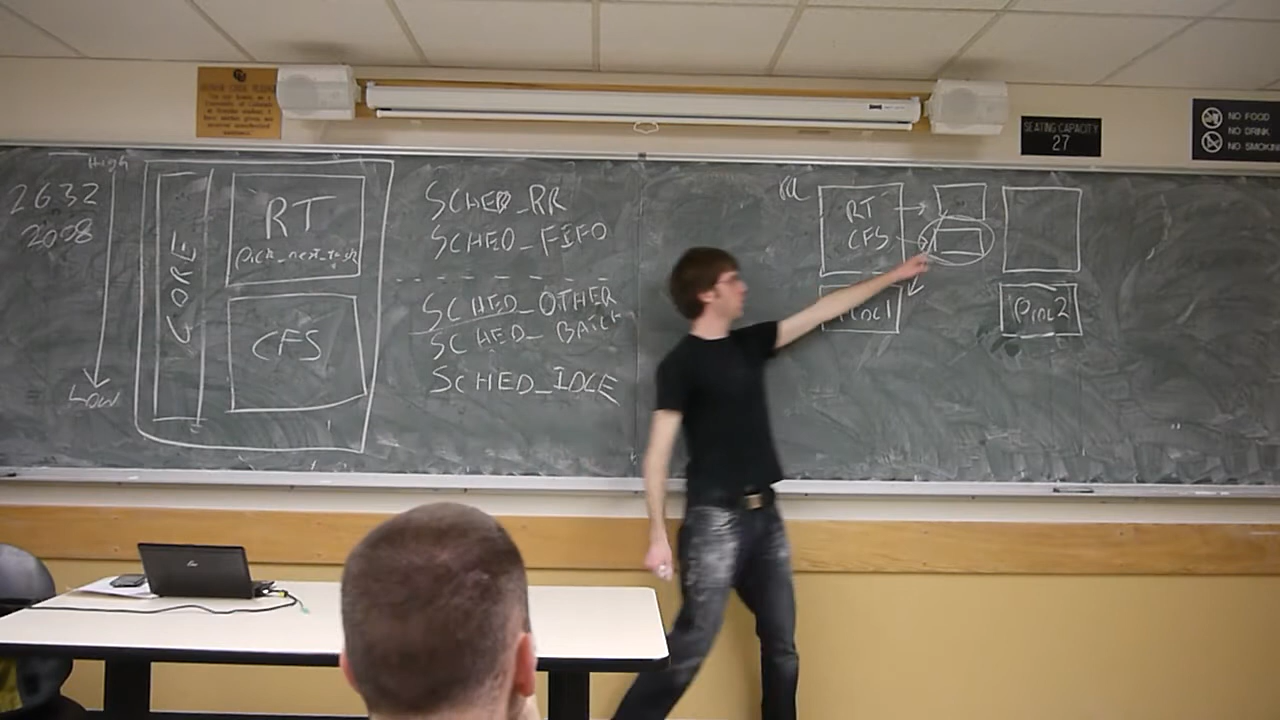 SEATING CAPACITY
27
NO FOOD
NO DRINK
NO SMOKING
High
2632
2008
Low
CORE
RT
pick_next_task
CFS
SCHED_RR
SCHED_FIFO
SCHED_OTHER
SCHED_BATCH
SCHED_IDLE
RT
CFS
Proc1
Proc2